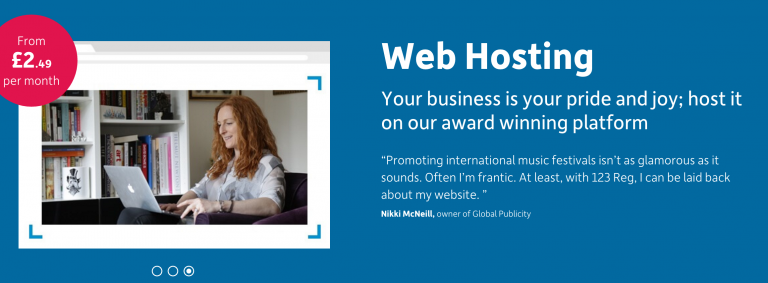 From
£2.49
per month
Web Hosting
Your business is your pride and joy; host it
on our award winning platform
“Promoting international music festivals isn’t as glamorous as it
sounds. Often I’m frantic. At least, with 123 Reg, I can be laid back
about my website. ”
Nikki McNeill, owner of Global Publicity